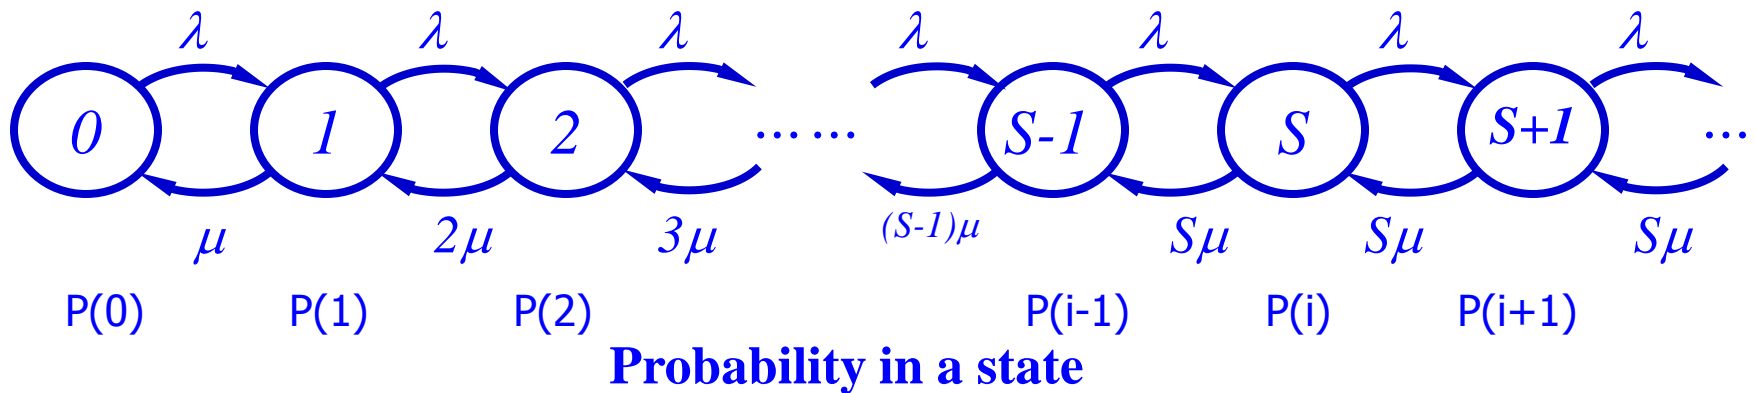 λ λ λ λ λ λ λ
0 1 2 ... ... S-1 S S+1 ...
μ 2μ 3μ (S-1)μ Sμ Sμ Sμ
P(0) P(1) P(2) P(i-1) P(i) P(i+1)
Probability in a state